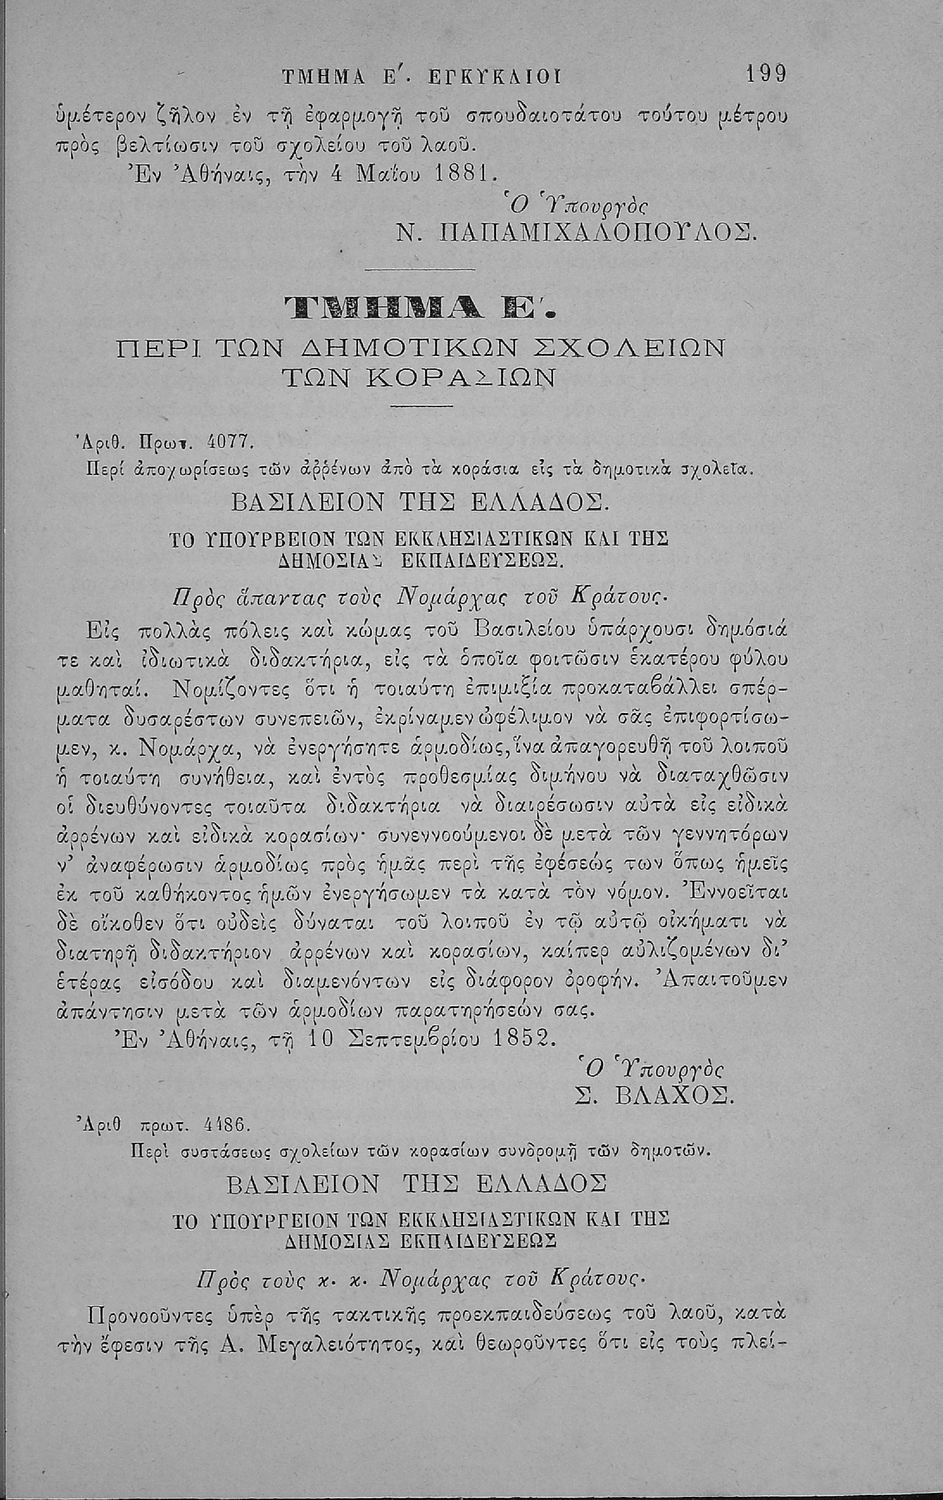 ΤΜΗΜΑ Ε΄. ΕΓΚΥΚΛΙΟΙ 199
ὑμέτερον ζῆλον ἐν τῇ ἐφαρμογῇ τοῦ σπουδαιοτάτου τούτου μέτρου
πρὸς βελτίωσιν τοῦ σχολείου τοῦ λαοῦ.
Ἐν Ἀθήναις, τὴν 4 Μαΐου 1881.
Ὁ Ὑπουργὸς
Ν. ΠΑΠΑΜΙΧΑΛΟΠΟΥΛΟΣ.
ΤΜΗΜΑ Ε΄.
ΠΕΡΙ ΤΩΝ ΔΗΜΟΤΙΚΩΝ ΣΧΟΛΕΙΩΝ
ΤΩΝ ΚΟΡΑΣΙΩΝ
Ἀριθ. Πρωτ. 4077.
Περί ἀποχωρίσεως τῶν ἀῤῥένων ἀπὸ τὰ κοράσια εἰς τὰ δημοτικὰ σχολεῖα.
ΒΑΣΙΛΕΙΟΝ ΤΗΣ ΕΛΛΑΔΟΣ.
ΤΟ ΥΠΟΥΡΒΕΙΟΝ ΤΩΝ ΕΚΚΛΗΣΙΑΣΤΙΚΩΝ ΚΑΙ ΤΗΣ
ΔΗΜΟΣΙΑΣ ΕΚΠΑΙΔΕΥΣΕΩΣ.
Πρὸς ἅπαντας τοὺς Νομάρχας τοῦ Κράτους.
Εἰς πολλὰς πόλεις καὶ κώμας τοῦ Βασιλείου ὑπάρχουσι δημόσιά
τε καὶ ἰδιωτικὰ διδακτήρια, εἰς τὰ ὁποῖα φοιτῶσιν ἑκατέρου φύλου
μαθηταί. Νομίζοντες ὅτι ἡ τοιαύτη ἐπιμιξία προκαταβάλλει σπέρ-
ματα δυσαρέστων συνεπειῶν, ἐκρίναμεν ὠφέλιμον νὰ σᾶς ἐπιφορτίσω-
μεν, κ. Νομάρχα, νὰ ἐνεργήσητε ἁρμοδίως, ἵνα ἀπαγορευθῇ τοῦ λοιποῦ
ἡ τοιαύτη συνήθεια, καὶ ἐντὸς προθεσμίας διμήνου νὰ διαταχθῶσιν
οἱ διευθύνοντες τοιαῦτα διδακτήρια νὰ διαιρέσωσιν αὐτὰ εἰς εἰδικὰ
ἀρρένων καὶ εἰδικὰ κορασίων· συνεννοούμενοι δὲ μετὰ τῶν γεννητόρων
ν’ ἀναφέρωσιν ἁρμοδίως πρὸς ἡμᾶς περὶ τῆς ἐφέσεώς των ὅπως ἡμεῖς
ἐκ τοῦ καθήκοντος ἡμῶν ἐνεργήσωμεν τὰ κατὰ τὸν νόμον. Ἐννοεῖται
δὲ οἴκοθεν ὅτι οὐδεὶς δύναται τοῦ λοιποῦ ἐν τῷ αὐτῷ οἰκήματι νὰ
διατηρῇ διδακτήριον ἀρρένων καὶ κορασίων, καίπερ αὐλιζομένων δι’
ἑτέρας εἰσόδου καὶ διαμενόντων εἰς διάφορον ὀροφήν. Ἀπαιτοῦμεν
ἀπάντησιν μετὰ τῶν ἁρμοδίων παρατηρήσεών σας.
Ἐν Ἀθήναις, τῇ 10 Σεπτεμβρίου 1852.
Ὁ Ὑπουργὸς
Σ. ΒΛΑΧΟΣ.
Ἀριθ πρωτ. 4486.
Περὶ συστάσεως σχολείων τῶν κορασίων συνδρομῇ τῶν δημοτῶν.
ΒΑΣΙΛΕΙΟΝ ΤΗΣ ΕΛΛΑΔΟΣ
ΤΟ ΥΠΟΥΡΓΕΙΟΝ ΤΩΝ ΕΚΚΛΗΣΙΑΣΤΙΚΩΝ ΚΑΙ ΤΗΣ
ΔΗΜΟΣΙΑΣ ΕΚΠΑΙΔΕΥΣΕΩΣ
Πρὸς τοὺς κ. κ. Νομάρχας τοῦ Κράτους.
Προνοοῦντες ὑπὲρ τῆς τακτικῆς προεκπαιδεύσεως τοῦ λαοῦ, κατὰ
τὴν ἔφεσιν τῆς Α. Μεγαλειότητος, καὶ θεωροῦντες ὅτι εἰς τοὺς πλεί-